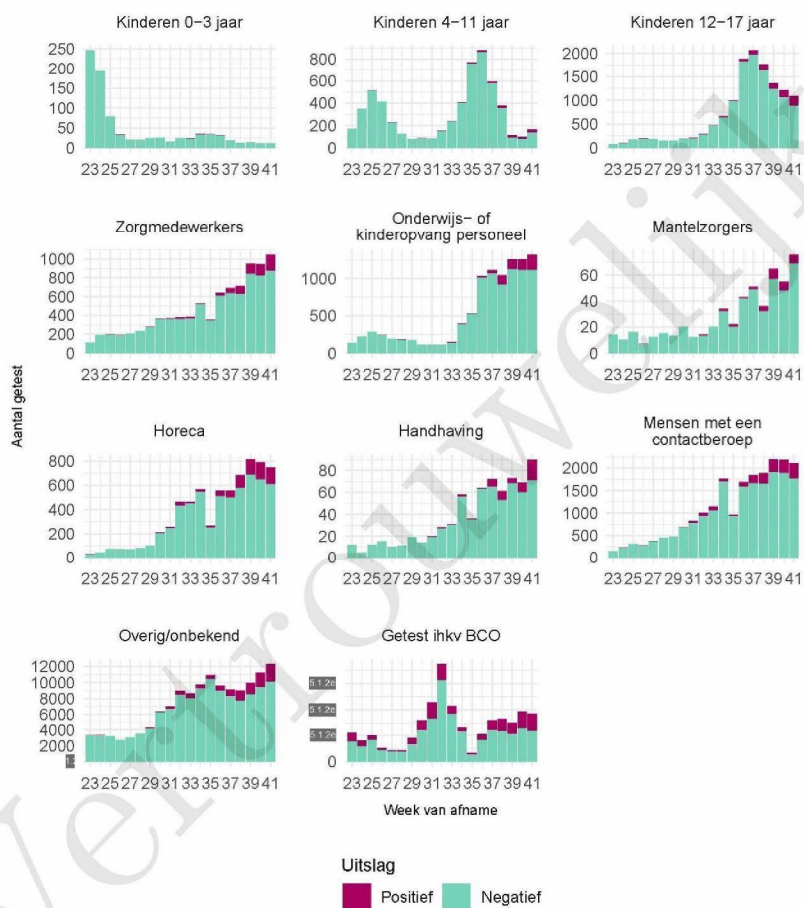 Kinderen 0−3 jaar
Kinderen 4−11 jaar
Kinderen 12−17 jaar
250
200
150
100
50
0
23 25 27 29 31 33 35 37 39 41
800
600
400
200
0
23 25 27 29 31 33 35 37 39 41
2000
1500
1000
500
0
23 25 27 29 31 33 35 37 39 41
Zorgmedewerkers
Onderwijs− of
kinderopvang personeel
Mantelzorgers
1000
800
600
400
200
0
23 25 27 29 31 33 35 37 39 41
1000
500
0
23 25 27 29 31 33 35 37 39 41
60
40
20
0
23 25 27 29 31 33 35 37 39 41
Aantal getest
Horeca
Handhaving
Mensen met een
contactberoep
800
600
400
200
0
23 25 27 29 31 33 35 37 39 41
80
60
40
20
0
23 25 27 29 31 33 35 37 39 41
2000
1500
1000
500
0
23 25 27 29 31 33 35 37 39 41
Overig/onbekend
Getest ihkv BCO
12000
10000
8000
6000
4000
2000
23 25 27 29 31 33 35 37 39 41
5.1.2e
5.1.2e
5.1.2e
0
23 25 27 29 31 33 35 37 39 41
Week van afname
Uitslag
Positief
Negatief
Vertrouwelijk